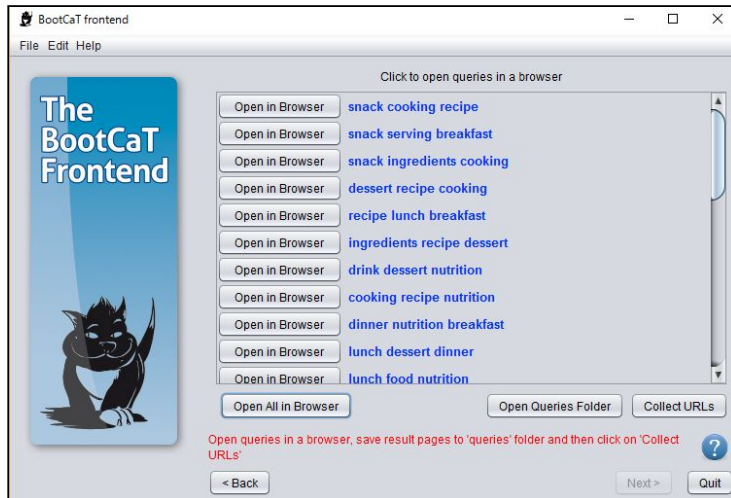 BootCaT frontend
File Edit Help
The
BootCaT
Frontend
Click to open queries in a browser
Open in Browser snack cooking recipe
Open in Browser snack serving breakfast
Open in Browser snack ingredients cooking
Open in Browser dessert recipe cooking
Open in Browser recipe lunch breakfast
Open in Browser ingredients recipe dessert
Open in Browser drink dessert nutrition
Open in Browser cooking recipe nutrition
Open in Browser dinner nutrition breakfast
Open in Browser lunch dessert dinner
Open in Browser lunch food nutrition
Open All in Browser Open Queries Folder Collect URLs
Open queries in a browser, save result pages to 'queries' folder and then click on 'Collect
URLs'
?
< Back Next > Quit